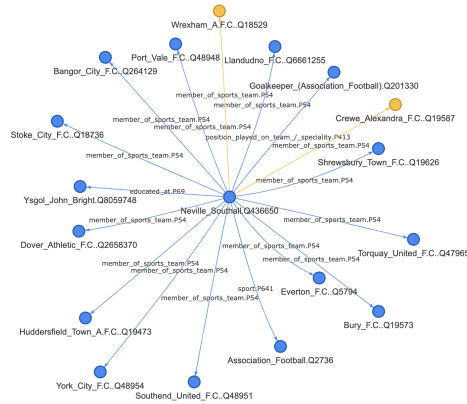 Wrexham_A.F.C..Q18529
Port_Vale_F.C..Q48948
Llandudno_F.C..Q6661255
Bangor_City_F.C..Q264129
Goalkeeper_(Association_Football).Q201330
member_of_sports_team.P54
member_of_sports_team.P54
Crewe_Alexandra_F.C..Q19587
member_of_sports_team.P54
member_of_sports_team.P54
Stoke_City_F.C..Q18736
position_played_on_team_/_speciality.P413
member_of_sports_team.P54
member_of_sports_team.P54
Shrewsbury_Town_F.C..Q19626
member_of_sports_team.P54
educated_at.P69
Ysgol_John_Bright.Q8059748
Neville_Southall.Q436650
member_of_sports_team.P54
member_of_sports_team.P54
Dover_Athletic_F.C..Q2658370
member_of_sports_team.P54
Torquay_United_F.C..Q47965
member_of_sports_team.P54
member_of_sports_team.P54
member_of_sports_team.P54
sport.P641
Everton_F.C..Q5794
member_of_sports_team.P54
Bury_F.C..Q19573
Huddersfield_Town_A.F.C..Q19473
Association_Football.Q2736
York_City_F.C..Q48954
Southend_United_F.C..Q48951